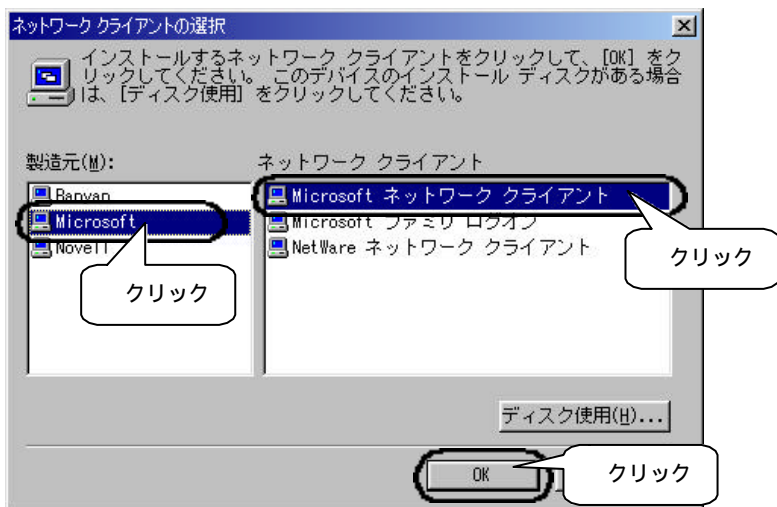 ネットワーク クライアントの選択
インストールするネットワーク クライアントをクリックして、[OK] をク
リックしてください。 このデバイスのインストール ディスクがある場合
は、[ディスク使用] をクリックしてください。
製造元(M):
ネットワーク クライアント
Banyan
Microsoft
Novell
Microsoft ネットワーク クライアント
Microsoft ファミリ ログオン
NetWare ネットワーク クライアント
クリック
クリック
ディスク使用(H)...
OK
クリック